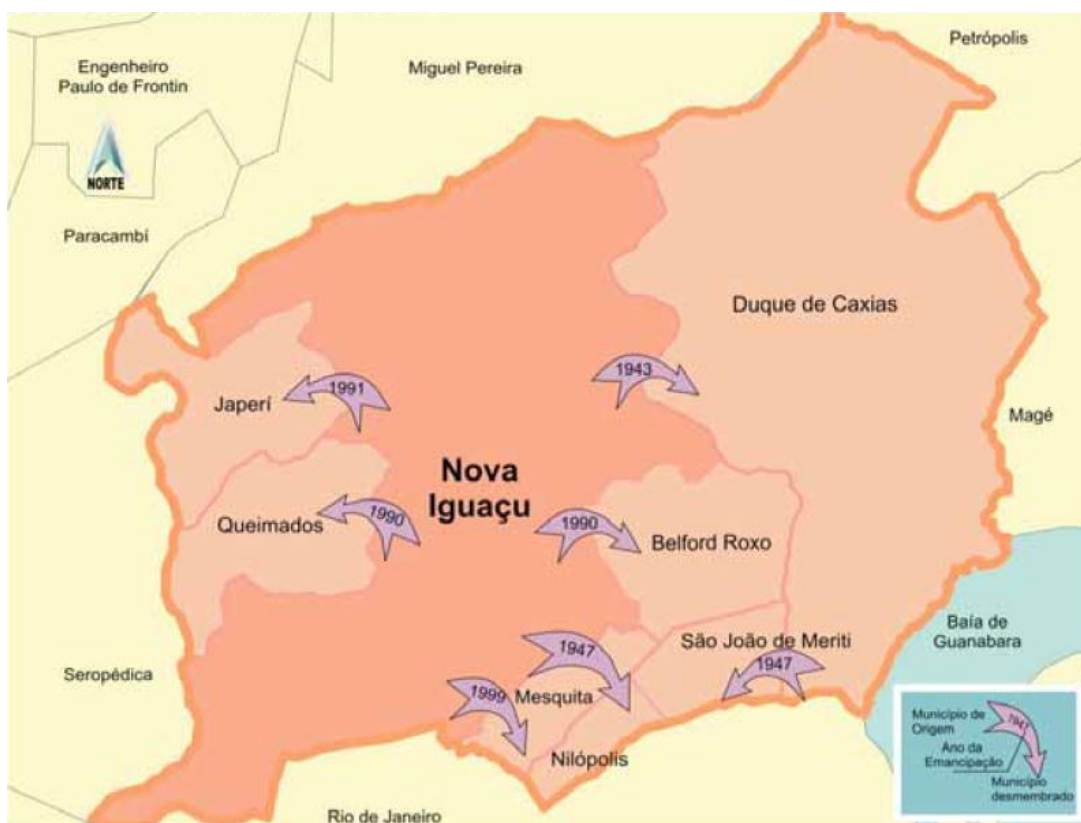 Petrópolis
Engenheiro
Paulo de Frontin
Miguel Pereira
NORTE
Paracambí
Duque de Caxias
1943
1991
Japerí
Magé
Nova
Iguaçu
1990
Queimados
1990
Belford Roxo
Baía de
Guanabara
São João de Meriti
1947
1947
Seropédica
1999
Mesquita
Nilópolis
Rio de Janeiro
Município de
Origem
1947
Ano da
Emancipação
Município
desmembrado